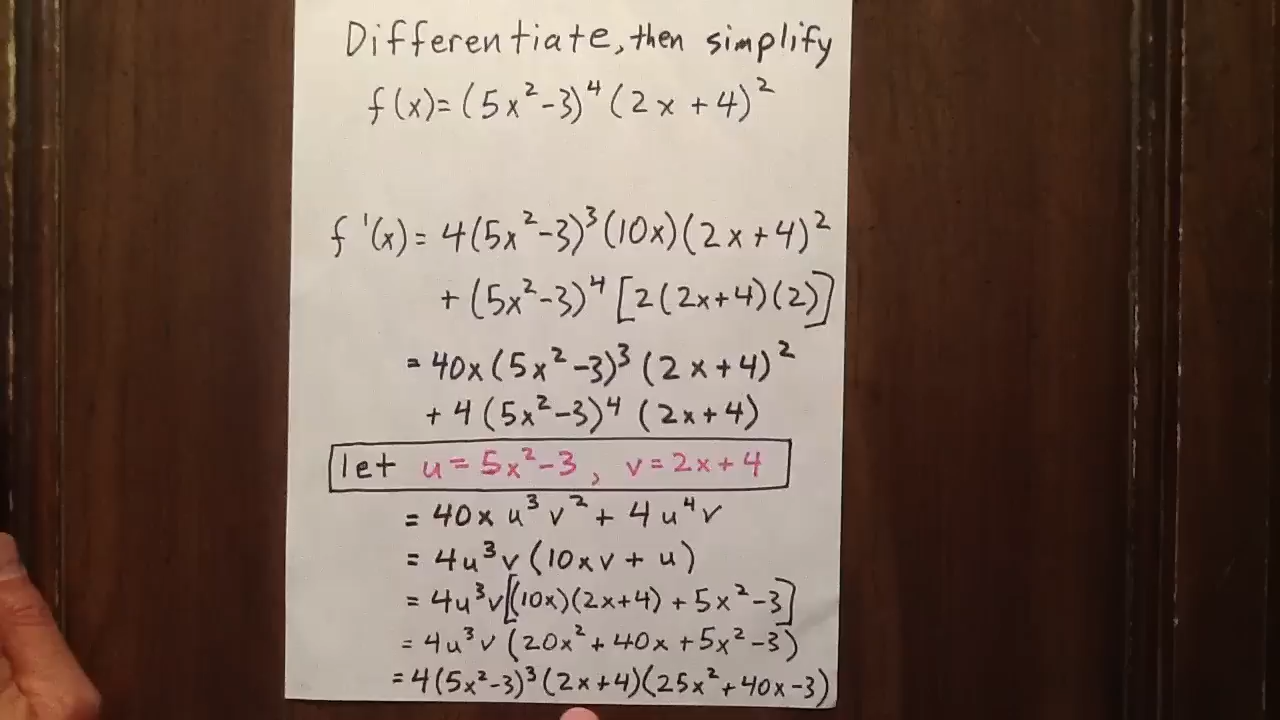 Differentiate, then simplify
f(x)=(5x²-3)⁴(2x+4)²
f'(x)=4(5x²-3)³(10x)(2x+4)²
+(5x²-3)⁴[2(2x+4)(2)]
=40x(5x²-3)³(2x+4)²
+4(5x²-3)⁴(2x+4)
let u=5x²-3, v=2x+4
=40xu³v²+4u⁴v
=4u³v(10xv+u)
=4u³v[(10x)(2x+4)+5x²-3]
=4u³v(20x²+40x+5x²-3)
=4(5x²-3)³(2x+4)(25x²+40x-3)